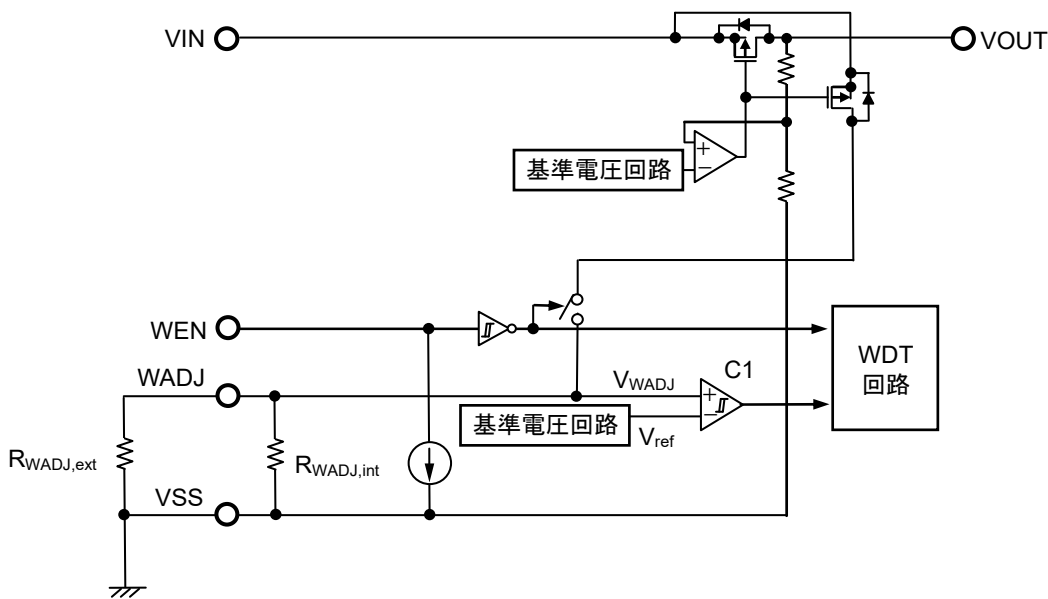 VIN
VOUT
+
−
基準電圧回路
WEN
WDT
回路
WADJ
VWADJ
C1
+
−
基準電圧回路
Vref
RWADJ,ext
RWADJ,int
VSS